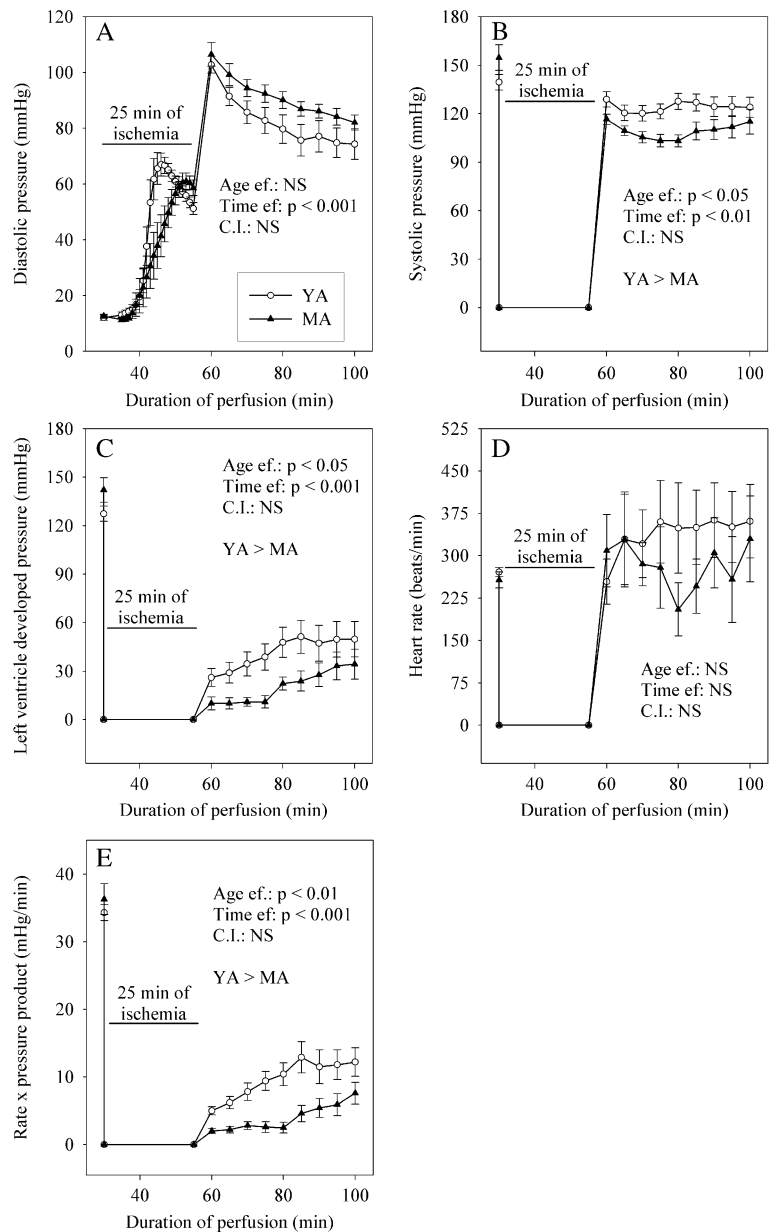 A
Diastolic pressure (mmHg)
120
100
80
60
40
20
0
25 min of
ischemia
Age ef.: NS
Time ef: p < 0.001
C.I.: NS
YA
MA
40
60
80
100
Duration of perfusion (min)
B
Systolic pressure (mmHg)
180
150
120
90
60
30
0
25 min of
ischemia
Age ef.: p < 0.05
Time ef: p < 0.01
C.I.: NS
YA > MA
40
60
80
100
Duration of perfusion (min)
C
Left ventricle developed pressure (mmHg)
180
150
120
90
60
30
0
Age ef.: p < 0.05
Time ef: p < 0.001
C.I.: NS
YA > MA
25 min of
ischemia
40
60
80
100
Duration of perfusion (min)
D
Heart rate (beats/min)
525
450
375
300
225
75
0
25 min of
ischemia
Age ef.: NS
Time ef: NS
C.I.: NS
40
60
80
100
Duration of perfusion (min)
E
Rate x pressure product (mHg/min)
40
30
20
10
0
Age ef.: p < 0.01
Time ef: p < 0.001
C.I.: NS
YA > MA
25 min of
ischemia
40
60
80
100
Duration of perfusion (min)